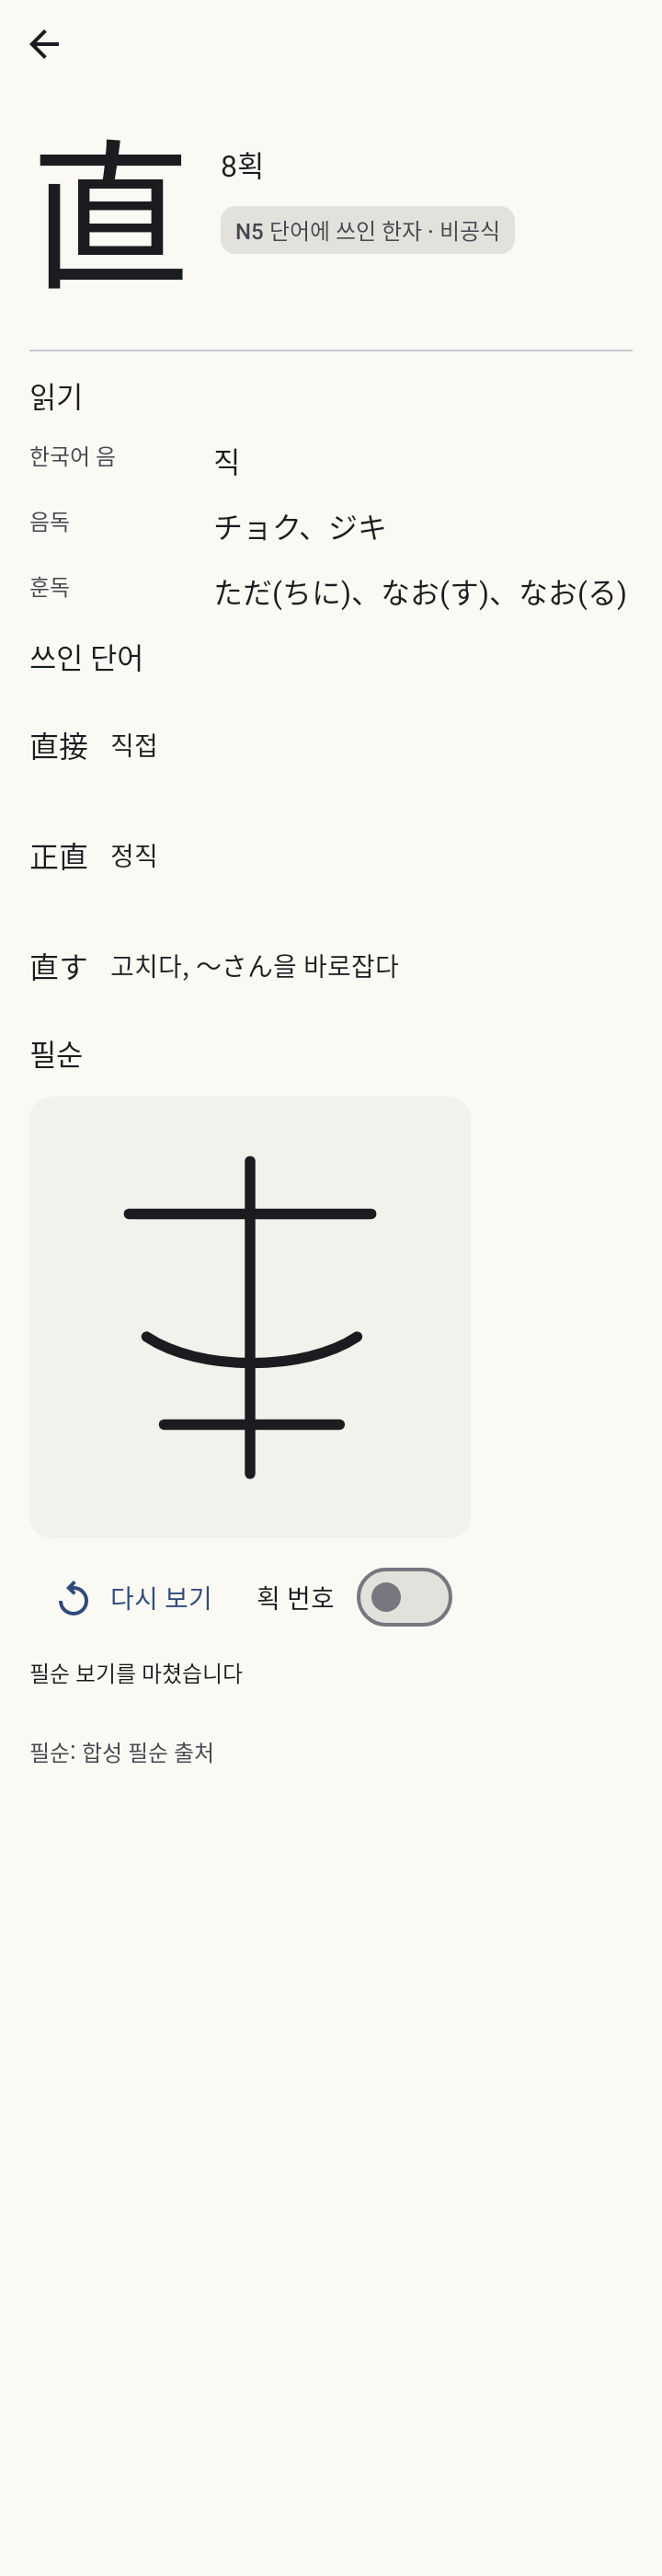 直
8획
N5 단어에 쓰인 한자 · 비공식
읽기
한국어 음 직
음독 チョク、ジキ
훈독 ただ(ちに)、なお(す)、なお(る)
쓰인 단어
直接 직접
正直 정직
直す 고치다, ～さん을 바로잡다
필순
다시 보기 획 번호
필순 보기를 마쳤습니다
필순: 합성 필순 출처